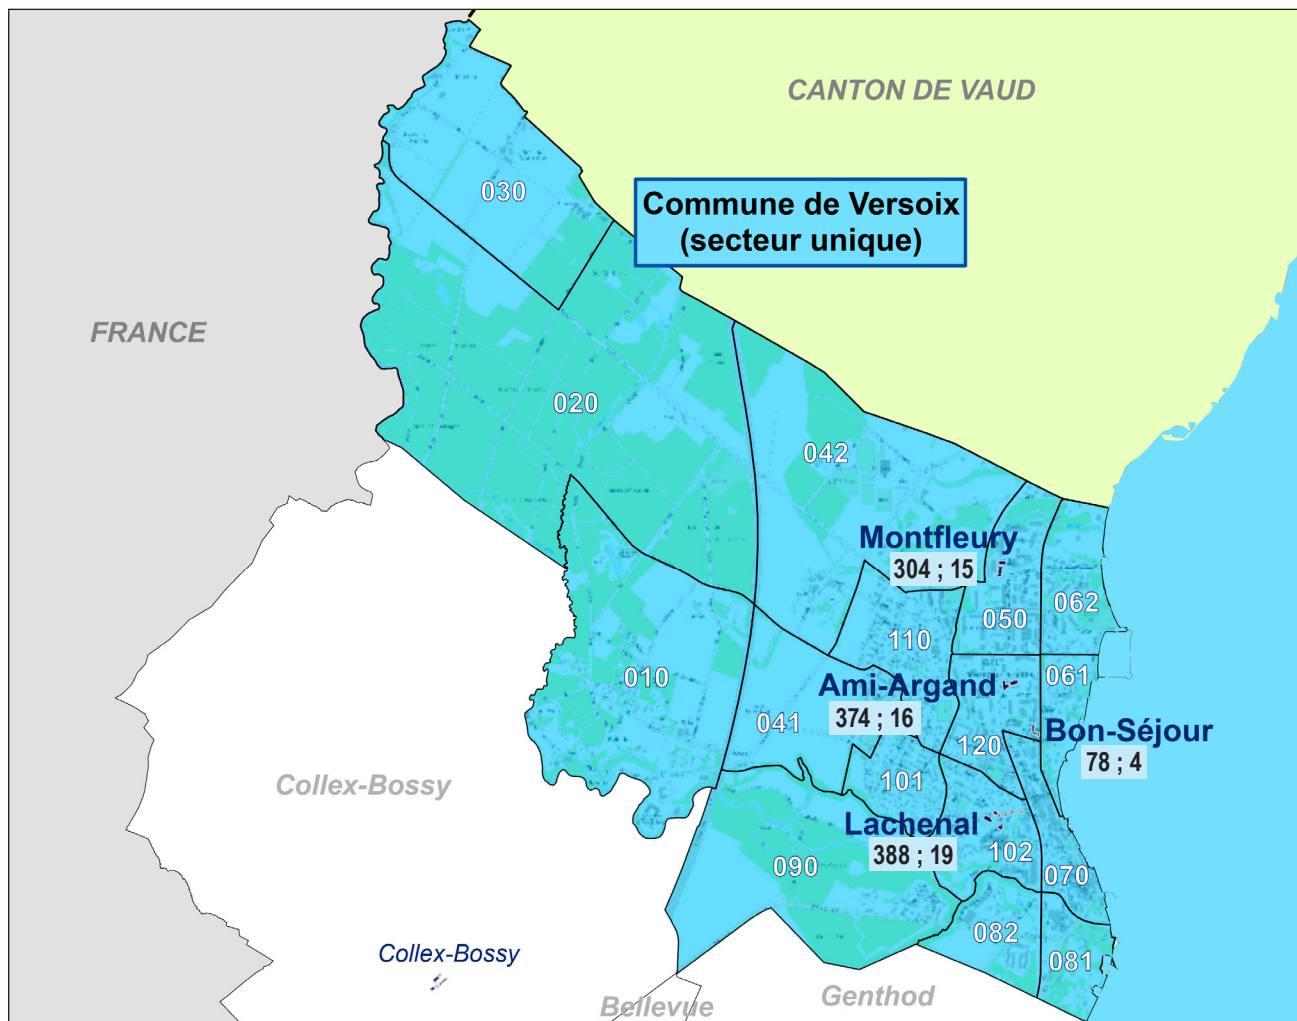 CANTON DE VAUD
030
Commune de Versoix
(secteur unique)
FRANCE
020
042
Montfleury
304 ; 15
062
050
110
061
010
Ami-Argand
374 ; 16
041
Bon-Séjour
78 ; 4
120
101
Collex-Bossy
Lachenal
388 ; 19
102
090
070
082
Collex-Bossy
081
Genthod
Bellevue